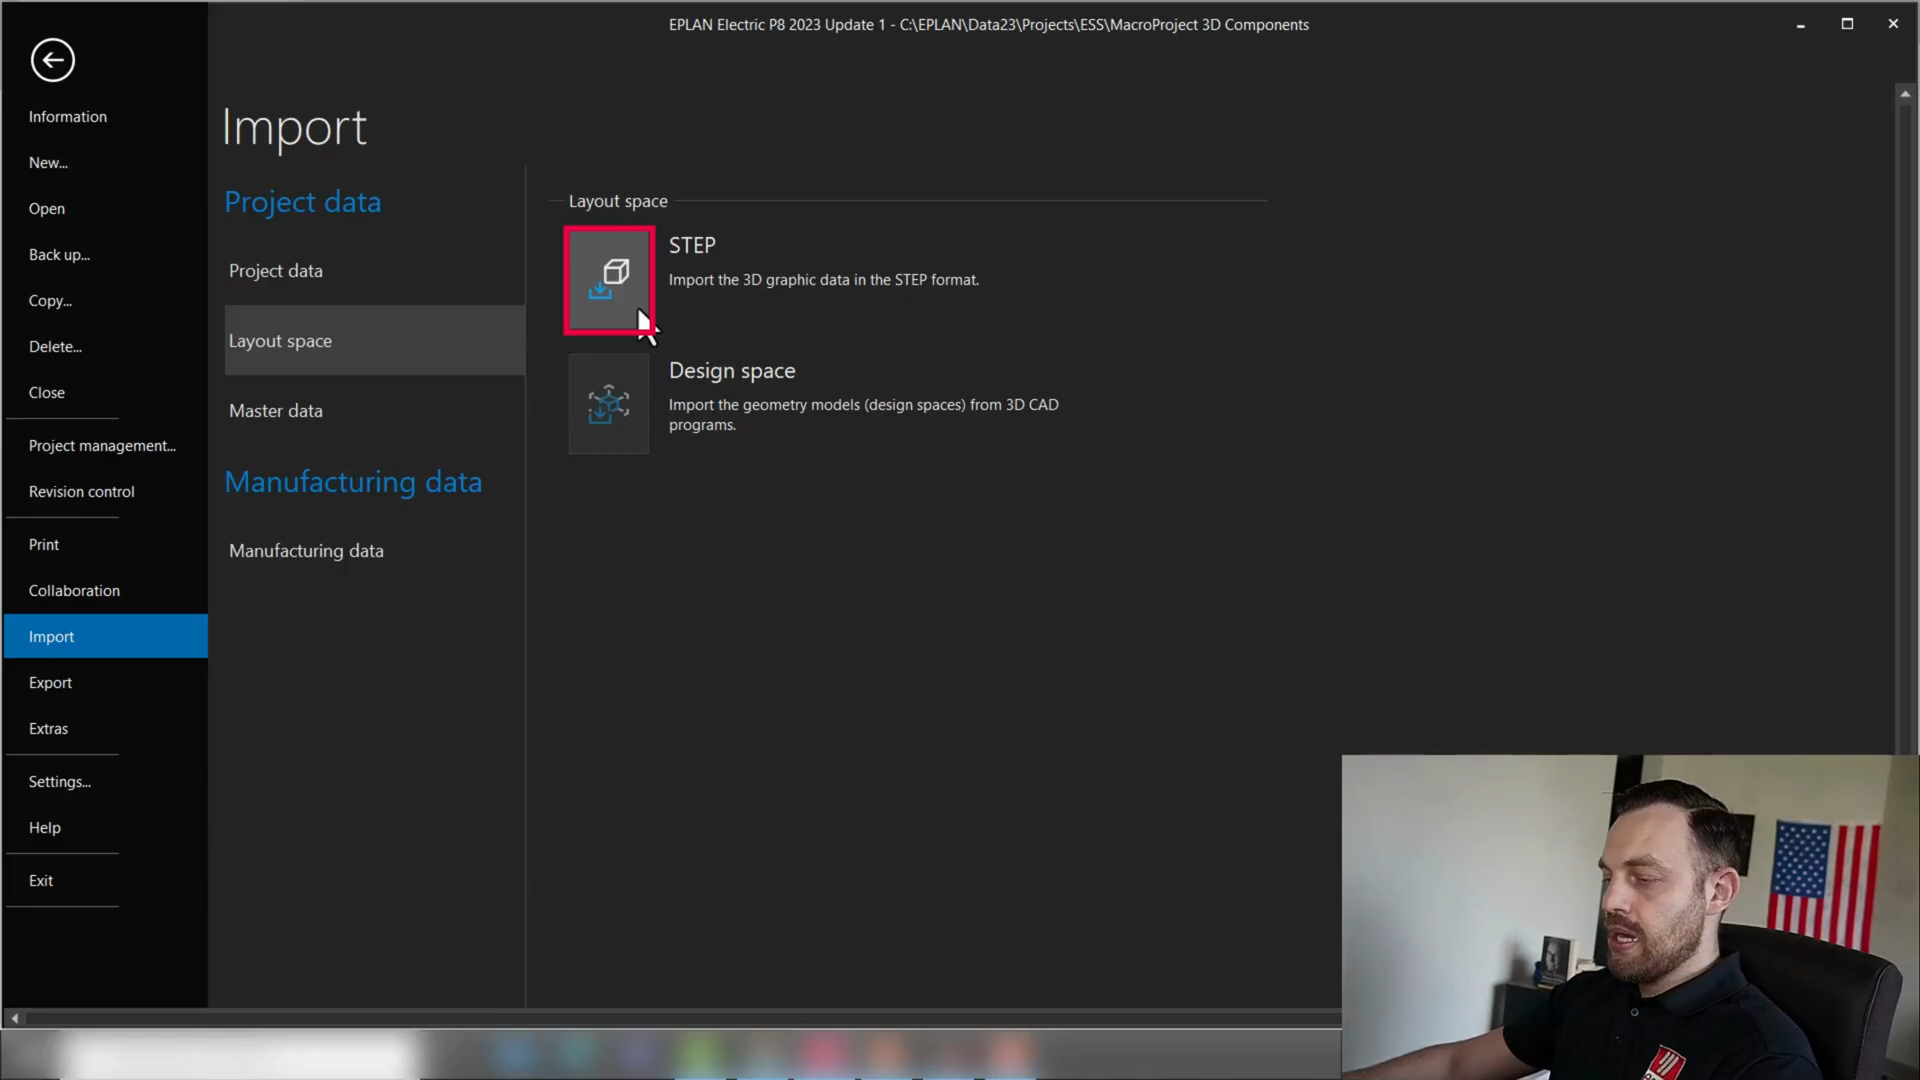 EPLAN Electric P8 2023 Update 1 - C:\EPLAN\Data23\Projects\ESS\MacroProject 3D Components
Information
New...
Open
Back up...
Copy...
Delete...
Close
Project management...
Revision control
Print
Collaboration
Import
Export
Extras
Settings...
Help
Exit
Import
Project data
Project data
Layout space
Master data
Manufacturing data
Manufacturing data
Layout space
STEP
Import the 3D graphic data in the STEP format.
Design space
Import the geometry models (design spaces) from 3D CAD
programs.